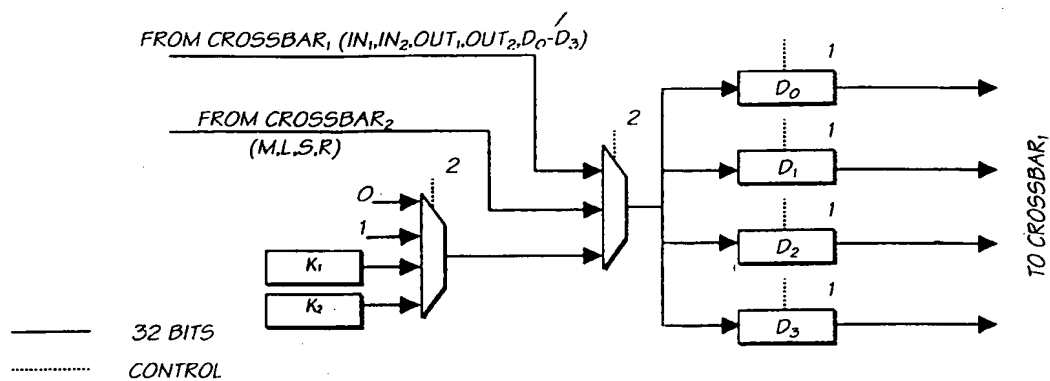 FROM CROSSBAR₁ (IN₁,IN₂,OUT₁,OUT₂,D₀-D₃)
1
D₀
FROM CROSSBAR₂
(M,L,S,R)
2
1
D₁
2
0
1
K₁
K₂
1
D₂
1
D₃
TO CROSSBAR₁
32 BITS
CONTROL